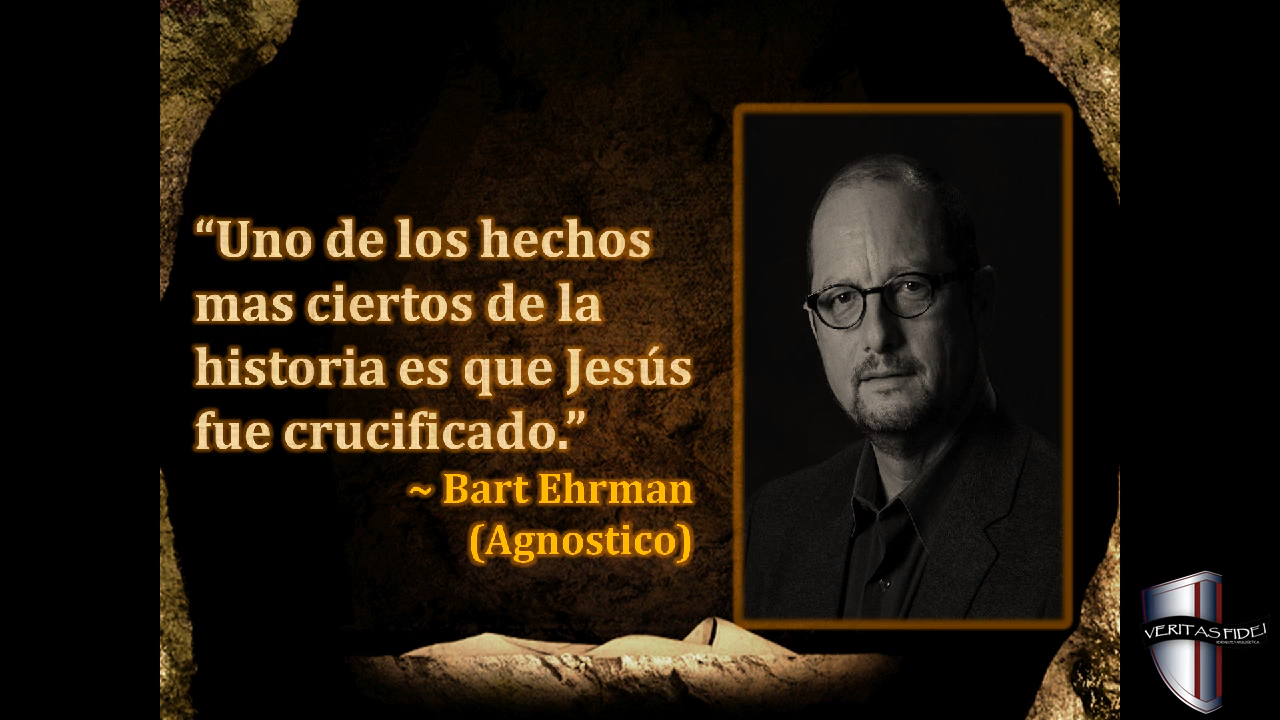 “Uno de los hechos
mas ciertos de la
historia es que Jesús
fue crucificado.”
~ Bart Ehrman
(Agnostico)
VERITAS FIDEI